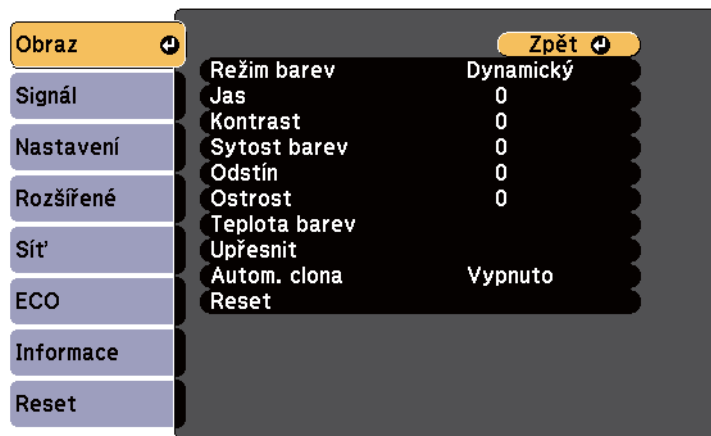 Obraz
Signál
Nastavení
Rozšířené
Síť
ECO
Informace
Reset
Zpět
Režim barev Dynamický
Jas 0
Kontrast 0
Sytost barev 0
Odstín 0
Ostrost 0
Teplota barev
Upřesnit
Autom. clona Vypnuto
Reset